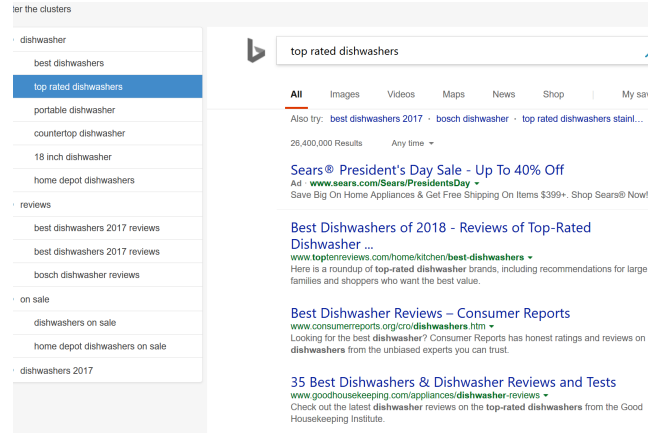 ter the clusters
dishwasher
best dishwashers
top rated dishwashers
portable dishwasher
countertop dishwasher
18 inch dishwasher
home depot dishwashers
reviews
best dishwashers 2017 reviews
best dishwashers 2017 reviews
bosch dishwasher reviews
on sale
dishwashers on sale
home depot dishwashers on sale
dishwashers 2017
top rated dishwashers
All Images Videos Maps News Shop | My sav
Also try: best dishwashers 2017 · bosch dishwasher · top rated dishwashers stainl...
26,400,000 Results Any time
Sears® President's Day Sale - Up To 40% Off
Ad · www.sears.com/Sears/PresidentsDay
Save Big On Home Appliances & Get Free Shipping On Items $399+. Shop Sears® Now!
Best Dishwashers of 2018 - Reviews of Top-Rated
Dishwasher ...
www.toptenreviews.com/home/kitchen/best-dishwashers
Here is a roundup of top-rated dishwasher brands, including recommendations for large
families and shoppers who want the best value.
Best Dishwasher Reviews – Consumer Reports
www.consumerreports.org/cro/dishwashers.htm
Looking for the best dishwasher? Consumer Reports has honest ratings and reviews on
dishwashers from the unbiased experts you can trust.
35 Best Dishwashers & Dishwasher Reviews and Tests
www.goodhousekeeping.com/appliances/dishwasher-reviews
Check out the latest dishwasher reviews on the top-rated dishwashers from the Good
Housekeeping Institute.